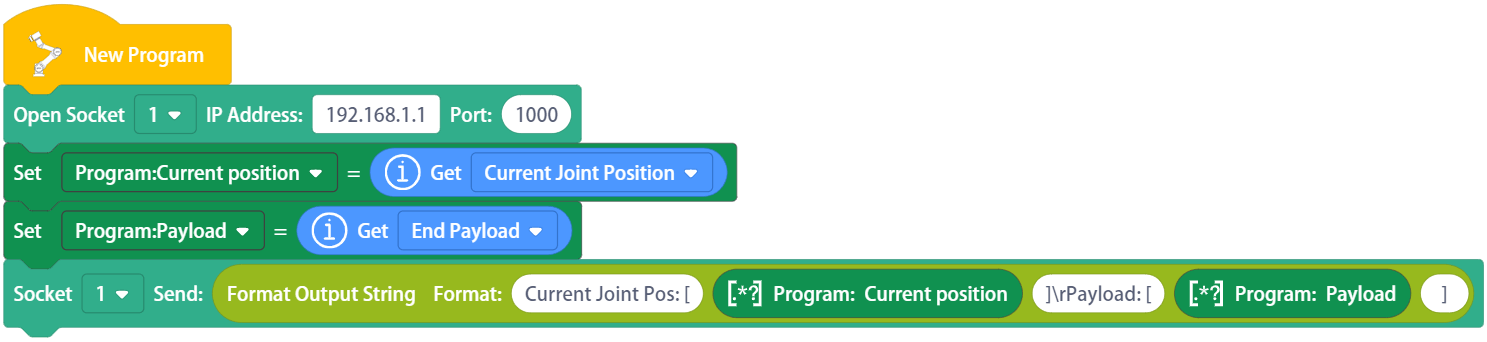 New Program
Open Socket 1 IP Address: 192.168.1.1 Port: 1000
Set Program:Current position = Get Current Joint Position
Set Program:Payload = Get End Payload
Socket 1 Send: Format Output String Format: Current Joint Pos: [ [.*?] Program: Current position ]\rPayload: [ [.*?] Program: Payload ]